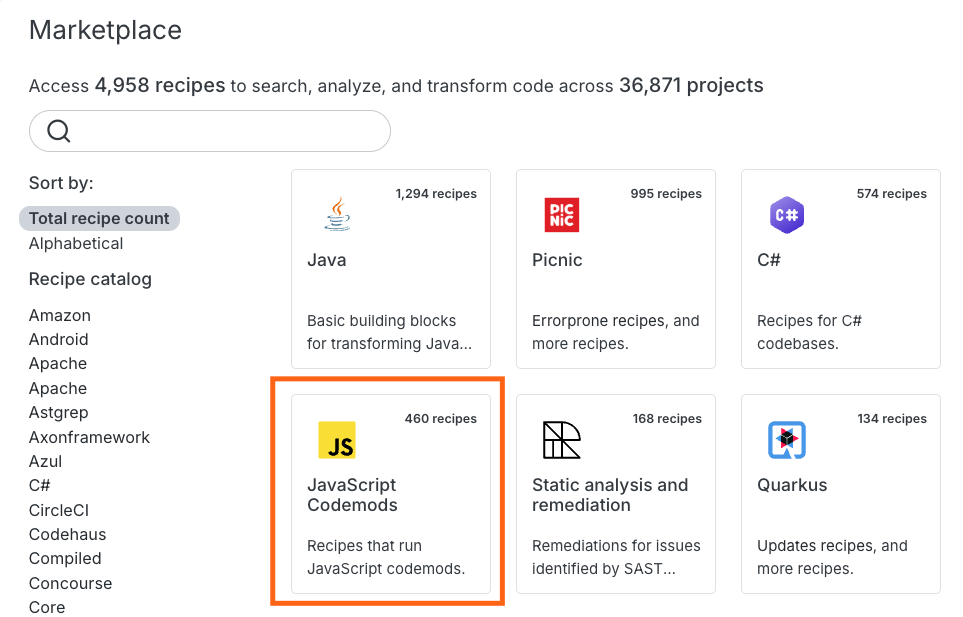 Marketplace
Access 4,958 recipes to search, analyze, and transform code across 36,871 projects
Sort by:
Total recipe count
Alphabetical
Recipe catalog
Amazon
Android
Apache
Apache
Astgrep
Axonframework
Azul
C#
CircleCI
Codehaus
Compiled
Concourse
Core
1,294 recipes
Java
Basic building blocks
for transforming Java...
995 recipes
PIC
NIC
Picnic
Errorprone recipes, and
more recipes.
574 recipes
C#
C#
Recipes for C#
codebases.
460 recipes
JS
JavaScript
Codemods
Recipes that run
JavaScript codemods.
168 recipes
Static analysis and
remediation
Remediations for issues
identified by SAST...
134 recipes
Quarkus
Updates recipes, and
more recipes.